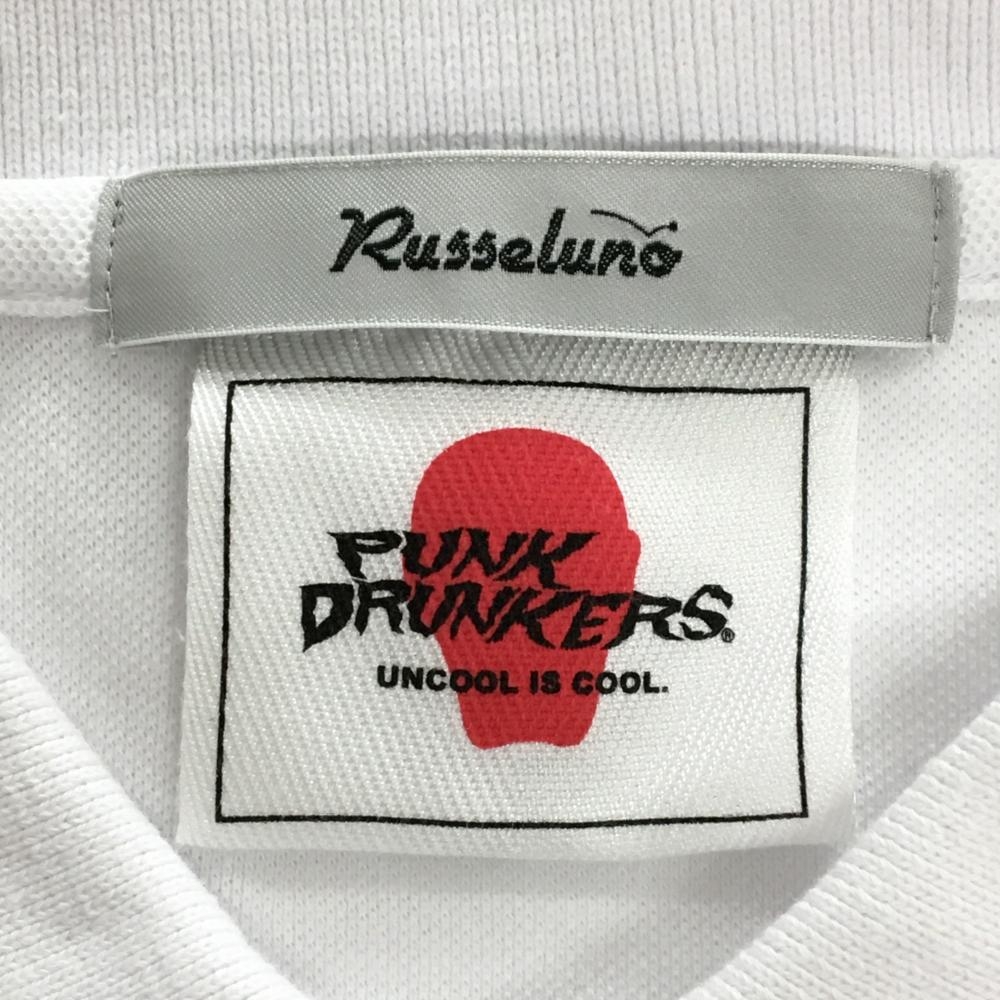 Russeluno
PUNK
DRUNKERS®
UNCOOL IS COOL.